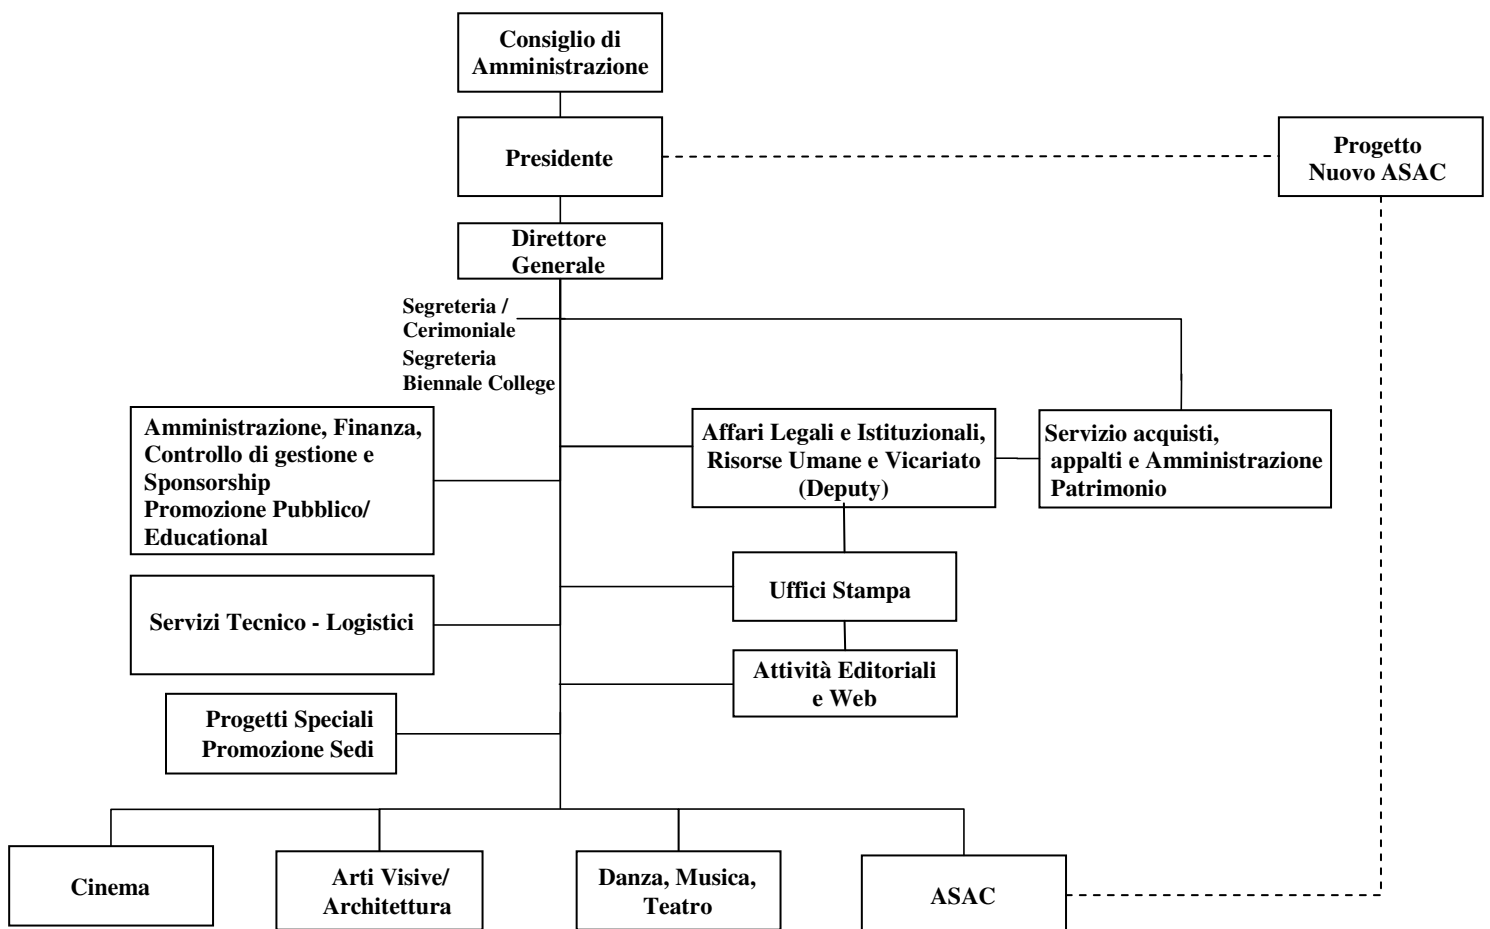 Consiglio di
Amministrazione
Presidente
Progetto
Nuovo ASAC
Direttore
Generale
Segreteria /
Cerimoniale
Segreteria
Biennale College
Amministrazione, Finanza,
Controllo di gestione e
Sponsorship
Promozione Pubblico/
Educational
Affari Legali e Istituzionali,
Risorse Umane e Vicariato
(Deputy)
Servizio acquisti,
appalti e Amministrazione
Patrimonio
Uffici Stampa
Servizi Tecnico - Logistici
Attività Editoriali
e Web
Progetti Speciali
Promozione Sedi
Cinema
Arti Visive/
Architettura
Danza, Musica,
Teatro
ASAC